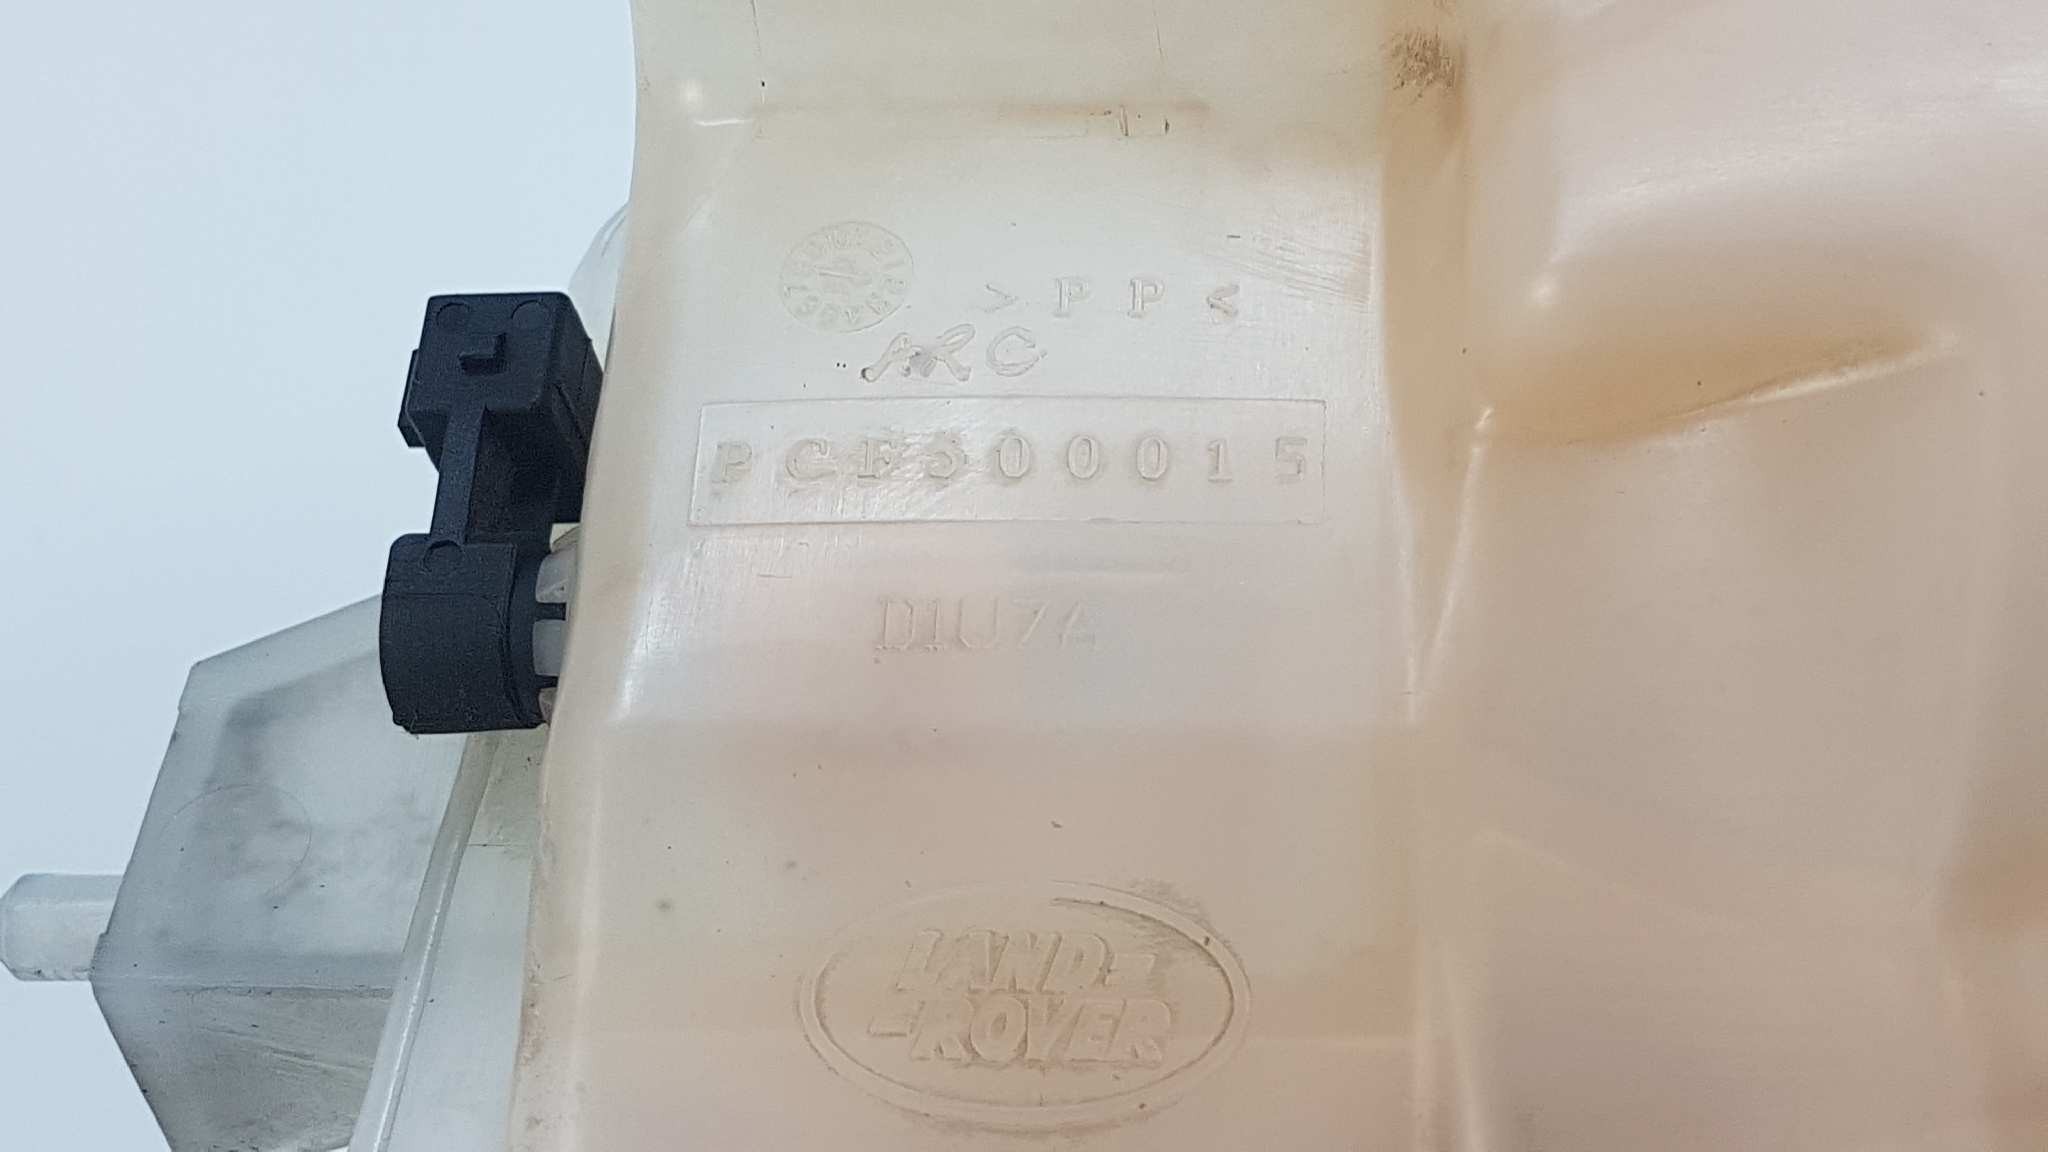 >PP<
ARC
PCF500015
D1U74
LAND-
-ROVER